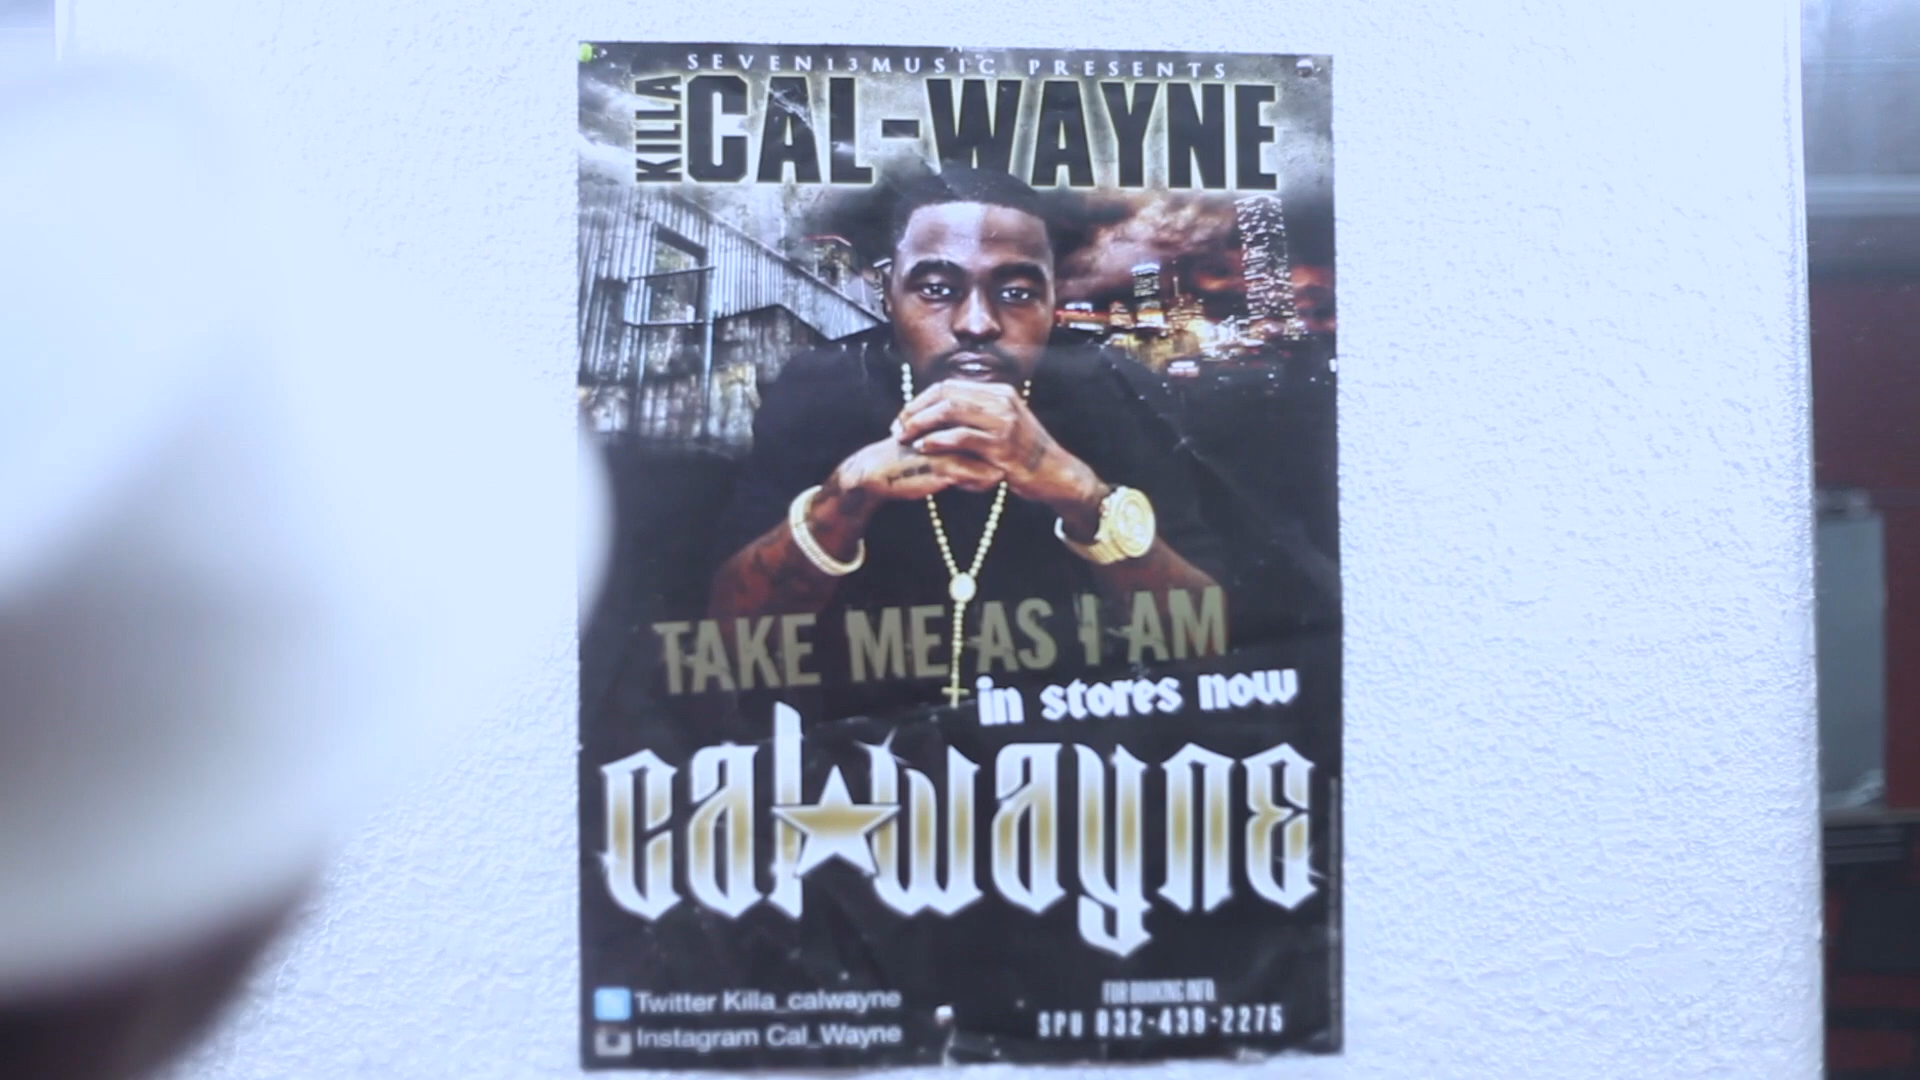 SEVEN13MUSIC PRESENTS
KILLA CAL-WAYNE
TAKE ME AS I AM
in stores now
cal wayne
Twitter Killa_calwayne
Instagram Cal_Wayne
FOR BOOKING INFO
SPU 832-439-2275